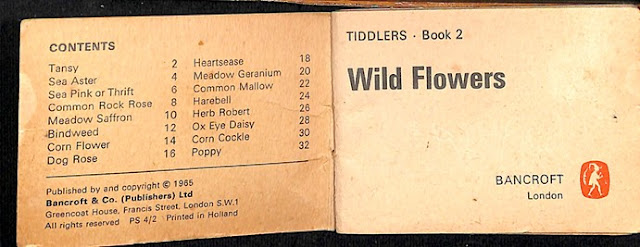 CONTENTS
Tansy 2
Sea Aster 4
Sea Pink or Thrift 6
Common Rock Rose 8
Meadow Saffron 10
Bindweed 12
Corn Flower 14
Dog Rose 16
Heartsease 18
Meadow Geranium 20
Common Mallow 22
Harebell 24
Herb Robert 26
Ox Eye Daisy 28
Corn Cockle 30
Poppy 32
Published by and copyright © 1965
Bancroft & Co. (Publishers) Ltd
Greencoat House, Francis Street, London S.W.1
All rights reserved PS 4/2 Printed in Holland
TIDDLERS · Book 2
Wild Flowers
BANCROFT
London